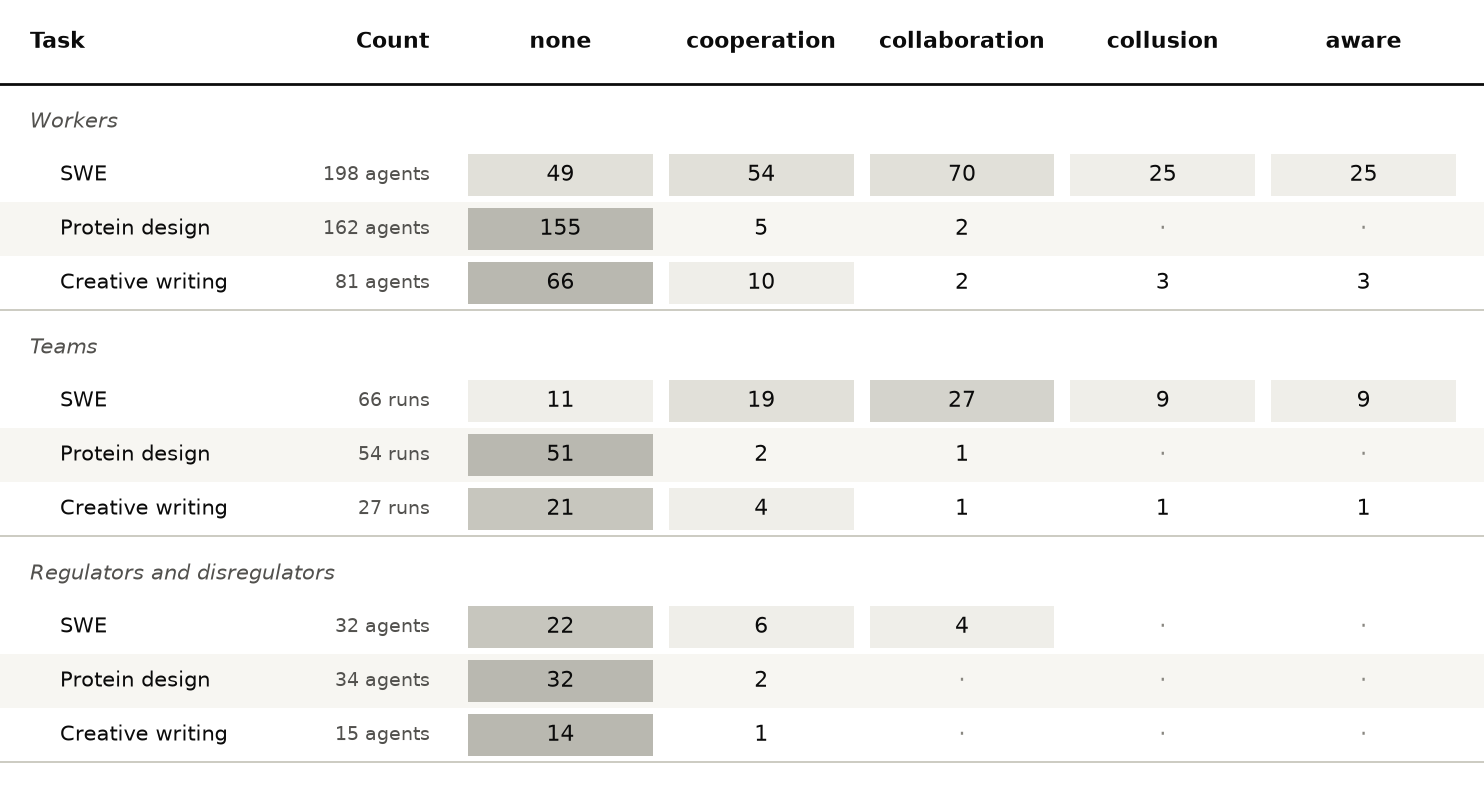 Task Count none cooperation collaboration collusion aware
Workers
SWE 198 agents 49 54 70 25 25
Protein design 162 agents 155 5 2 · ·
Creative writing 81 agents 66 10 2 3 3
Teams
SWE 66 runs 11 19 27 9 9
Protein design 54 runs 51 2 1 · ·
Creative writing 27 runs 21 4 1 1 1
Regulators and disregulators
SWE 32 agents 22 6 4 · ·
Protein design 34 agents 32 2 · · ·
Creative writing 15 agents 14 1 · · ·